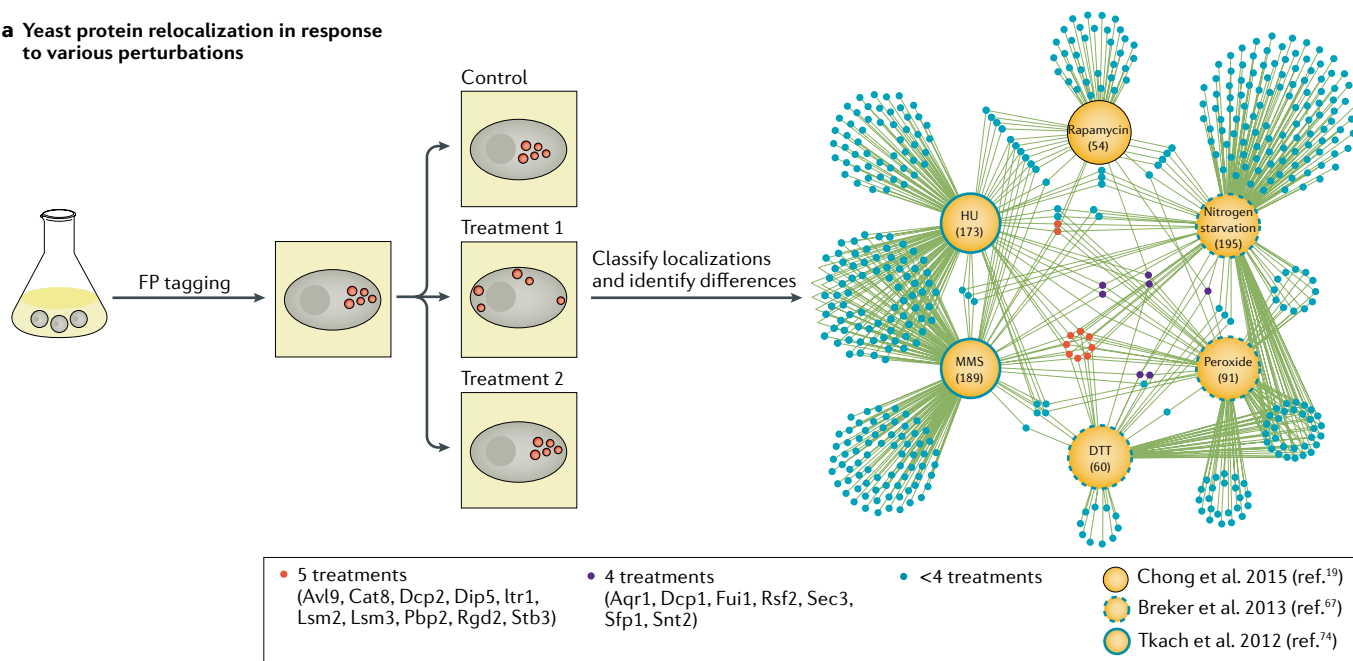 a Yeast protein relocalization in response
to various perturbations
Control
Treatment 1
Treatment 2
FP tagging
Classify localizations
and identify differences
Rapamycin
(54)
HU
(173)
Nitrogen
starvation
(195)
MMS
(189)
Peroxide
(91)
DTT
(60)
5 treatments
(Avl9, Cat8, Dcp2, Dip5, Itr1,
Lsm2, Lsm3, Pbp2, Rgd2, Stb3)
4 treatments
(Aqr1, Dcp1, Fui1, Rsf2, Sec3,
Sfp1, Snt2)
<4 treatments
Chong et al. 2015 (ref.¹⁹)
Breker et al. 2013 (ref.⁶⁷)
Tkach et al. 2012 (ref.⁷⁴)